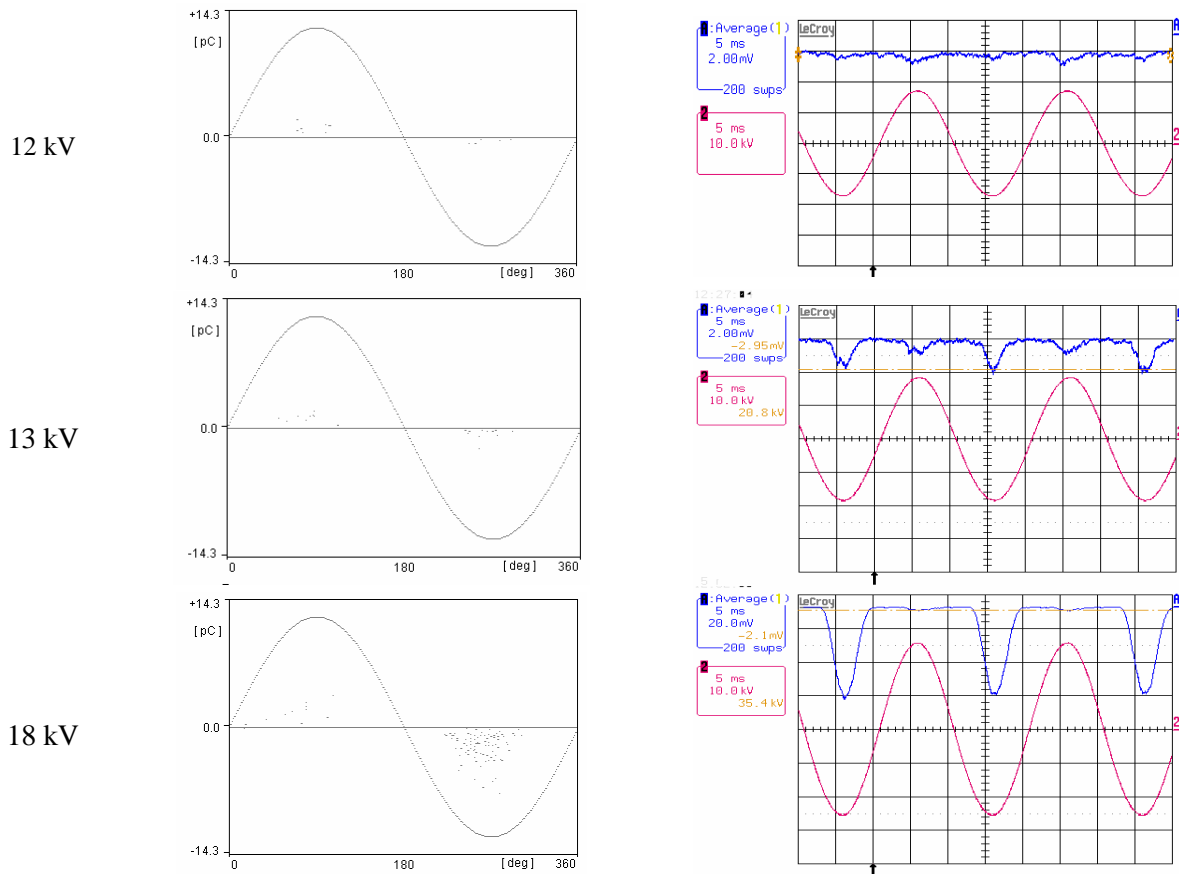 12 kV
+14.3
[pC]
0.0
-14.3
0 180 [deg] 360
A:Average(1)
5 ms
2.00mV
200 swps
2
5 ms
10.0kV
LeCroy
2
13 kV
+14.3
[pC]
0.0
-14.3
0 180 [deg] 360
A:Average(1)
5 ms
2.00mV
-2.95mV
200 swps
2
5 ms
10.0kV
20.8kV
LeCroy
18 kV
+14.3
[pC]
0.0
-14.3
0 180 [deg] 360
A:Average(1)
5 ms
20.0mV
-2.1mV
200 swps
2
5 ms
10.0kV
35.4kV
LeCroy
A
2